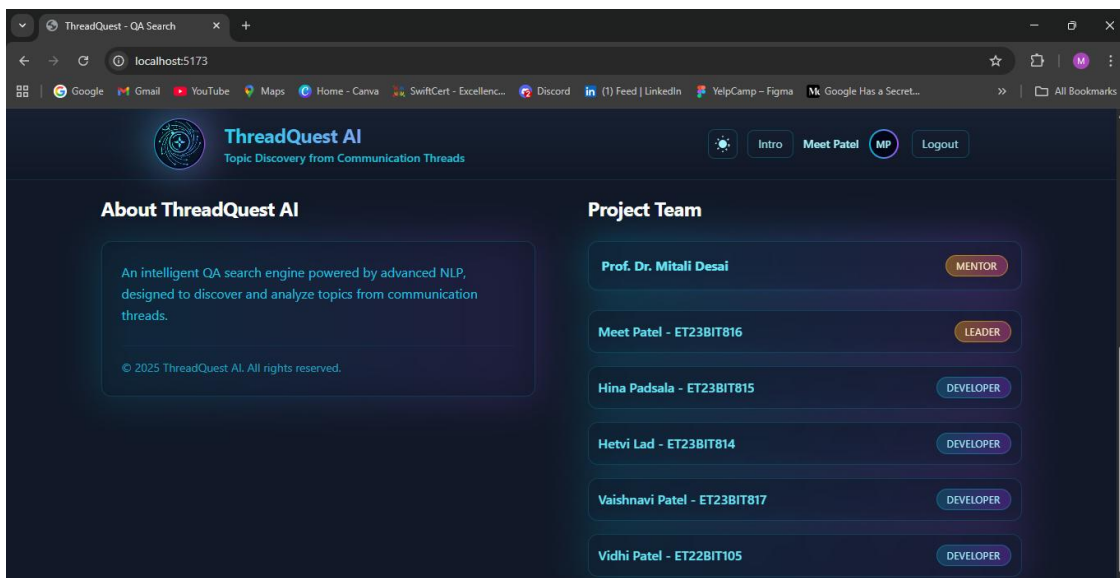 ThreadQuest - QA Search
localhost:5173
M
Google
Gmail
YouTube
Maps
Home - Canva
SwiftCert - Excellenc...
Discord
in
(1) Feed | LinkedIn
YelpCamp – Figma
Google Has a Secret...
»
All Bookmarks
ThreadQuest AI
Topic Discovery from Communication Threads
Intro
Meet Patel
MP
Logout
About ThreadQuest AI
An intelligent QA search engine powered by advanced NLP,
designed to discover and analyze topics from communication
threads.
© 2025 ThreadQuest AI. All rights reserved.
Project Team
Prof. Dr. Mitali Desai
MENTOR
Meet Patel - ET23BIT816
LEADER
Hina Padsala - ET23BIT815
DEVELOPER
Hetvi Lad - ET23BIT814
DEVELOPER
Vaishnavi Patel - ET23BIT817
DEVELOPER
Vidhi Patel - ET22BIT105
DEVELOPER